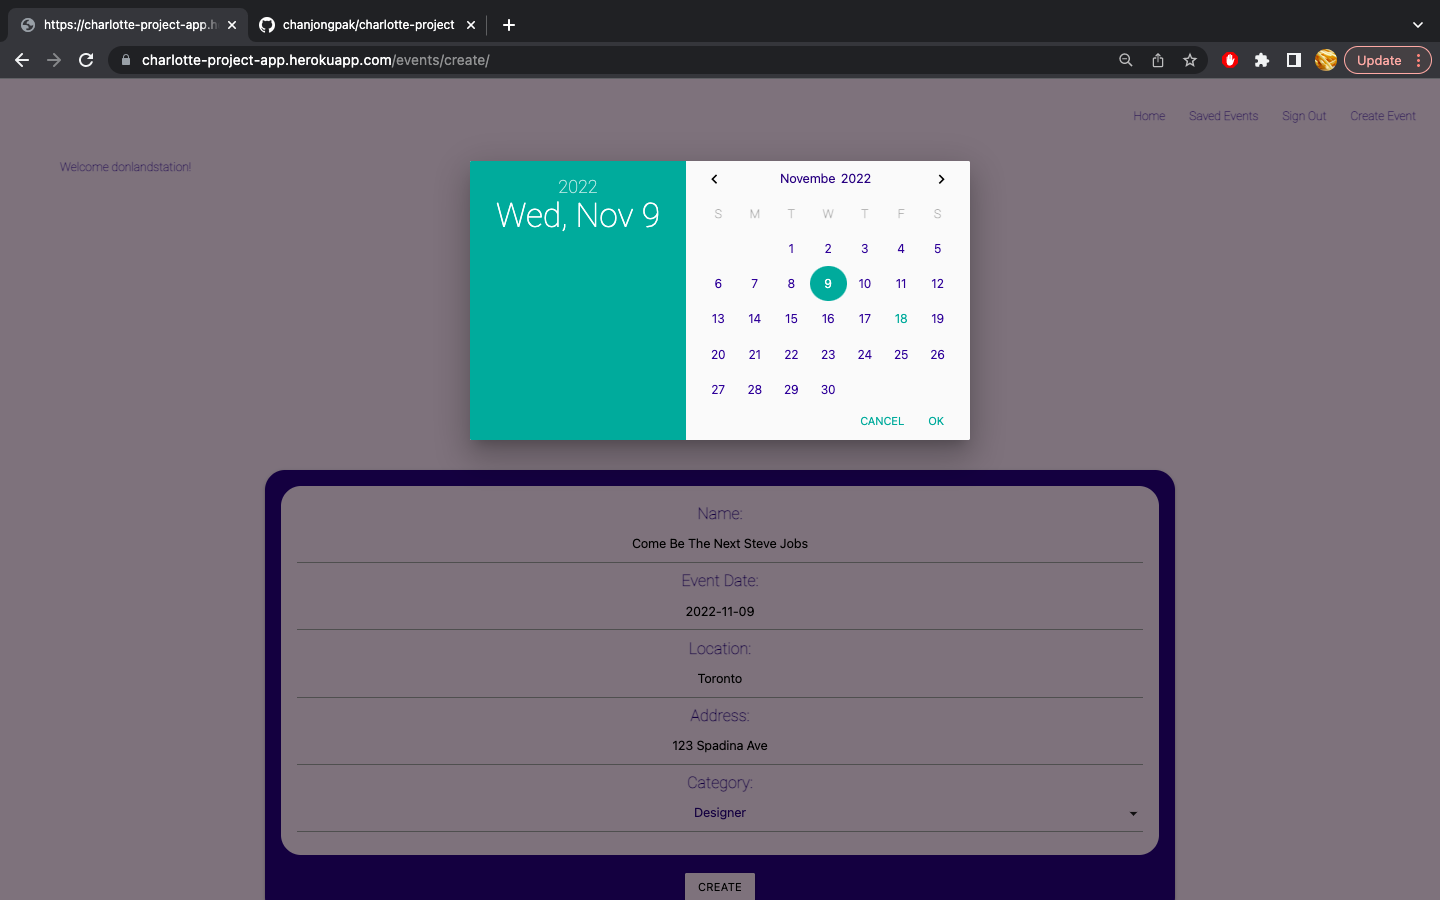 https://charlotte-project-app.h
chanjongpak/charlotte-project
charlotte-project-app.herokuapp.com/events/create/
Update
Home Saved Events Sign Out Create Event
Welcome donlandstation!
2022
Wed, Nov 9
Novembe 2022
S M T W T F S
1 2 3 4 5
6 7 8 9 10 11 12
13 14 15 16 17 18 19
20 21 22 23 24 25 26
27 28 29 30
CANCEL OK
Name:
Come Be The Next Steve Jobs
Event Date:
2022-11-09
Location:
Toronto
Address:
123 Spadina Ave
Category:
Designer
CREATE